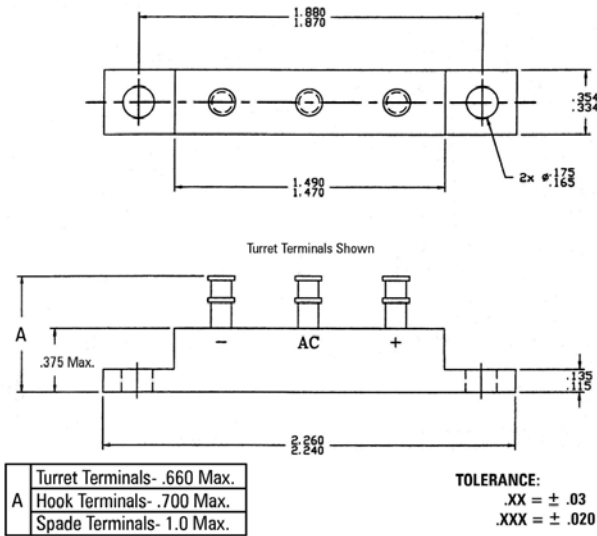 1.880
1.870
.354
.334
2x ø.175
.165
1.490
1.470
Turret Terminals Shown
A
.375 Max.
-
AC
+
.135
.115
2.260
2.240
A
Turret Terminals- .660 Max.
Hook Terminals- .700 Max.
Spade Terminals- 1.0 Max.
TOLERANCE:
.XX = ± .03
.XXX = ± .020